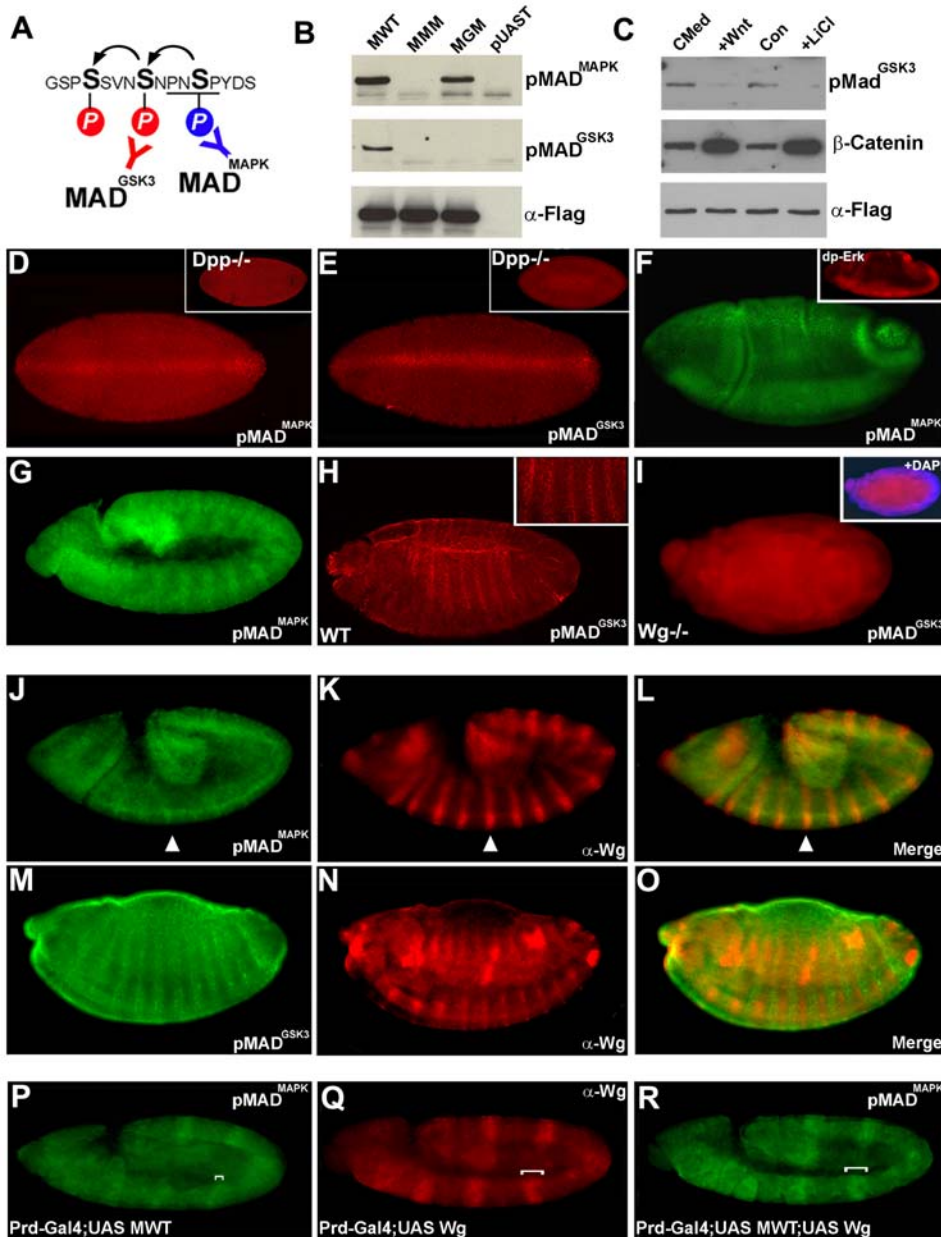 A
GSPSSVNSNPNSPYDS
P P P
MAD GSK3
MAD MAPK
B
MWT MMM MGM pUAST
pMAD MAPK
pMAD GSK3
α-Flag
C
CMed +Wnt Con +LiCl
pMad GSK3
β-Catenin
α-Flag
D
Dpp-/-
pMAD MAPK
E
Dpp-/-
pMAD GSK3
F
dp-Erk
pMAD MAPK
G
pMAD MAPK
H
WT
pMAD GSK3
I
+DAP
Wg-/-
pMAD GSK3
J
pMAD MAPK
K
α-Wg
L
Merge
M
pMAD GSK3
N
α-Wg
O
Merge
P
pMAD MAPK
Prd-Gal4;UAS MWT
Q
α-Wg
Prd-Gal4;UAS Wg
R
pMAD MAPK
Prd-Gal4;UAS MWT;UAS Wg